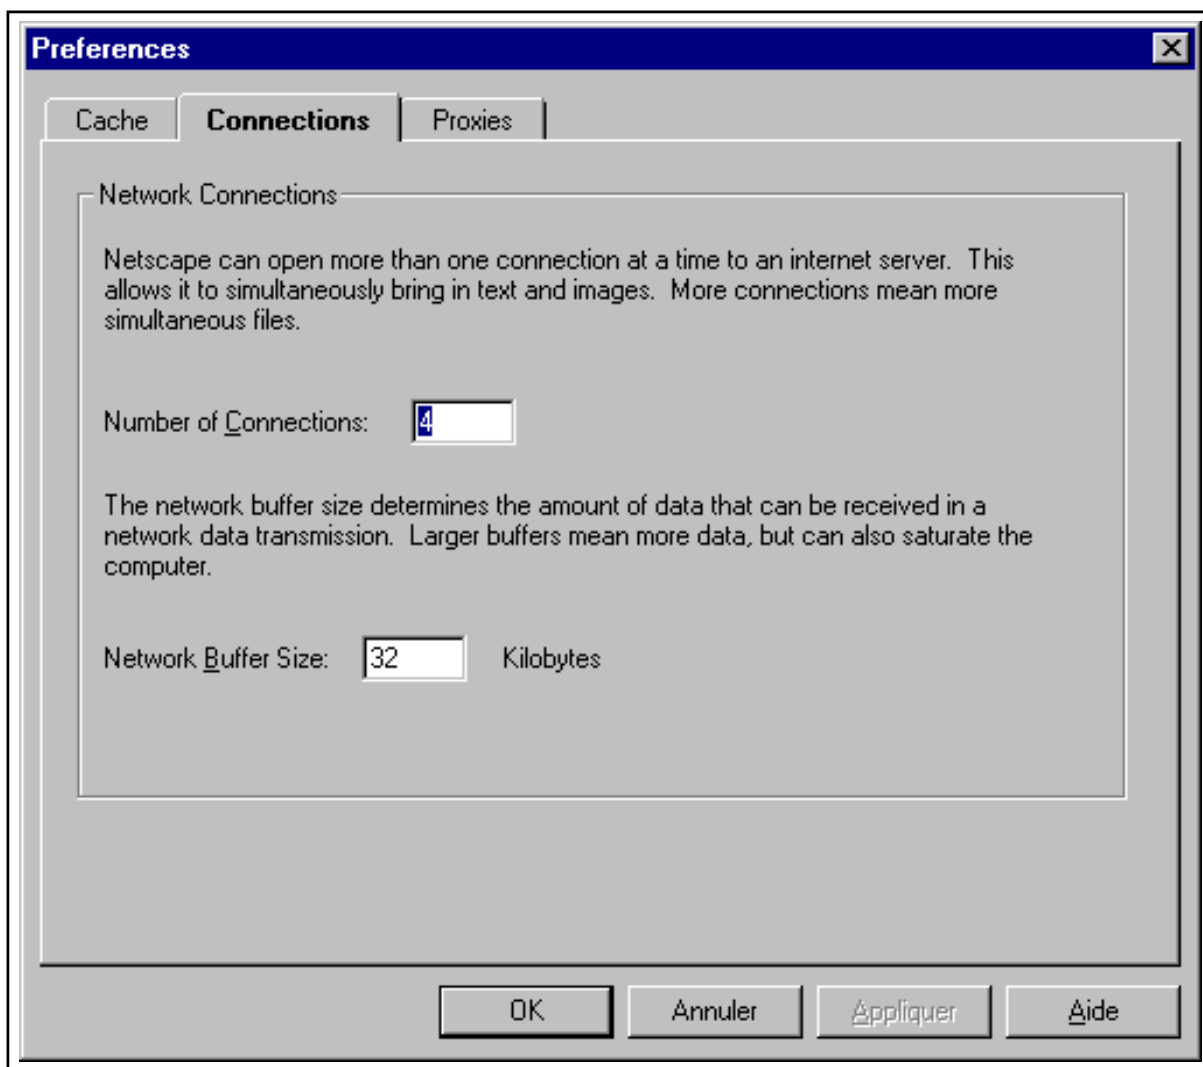 Preferences
Cache Connections Proxies
Network Connections
Netscape can open more than one connection at a time to an internet server. This
allows it to simultaneously bring in text and images. More connections mean more
simultaneous files.
Number of Connections: 4
The network buffer size determines the amount of data that can be received in a
network data transmission. Larger buffers mean more data, but can also saturate the
computer.
Network Buffer Size: 32 Kilobytes
OK Annuler Appliquer Aide